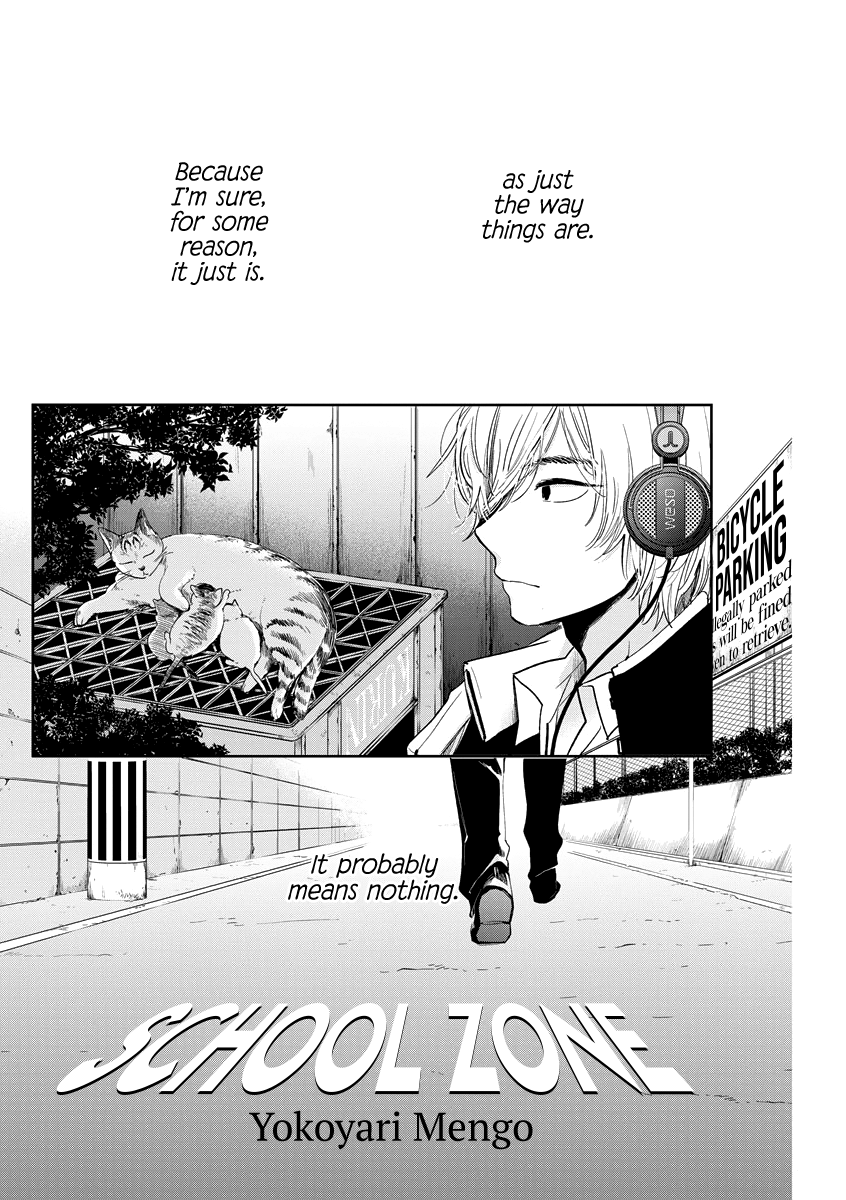 as just
the way
things are.
Because
I'm sure,
for some
reason,
it just is.
WESD
BICYCLE
PARKING
legally parked
s will be fined
en to retrieve.
It probably
means nothing.
SCHOOL ZONE
Yokoyari Mengo